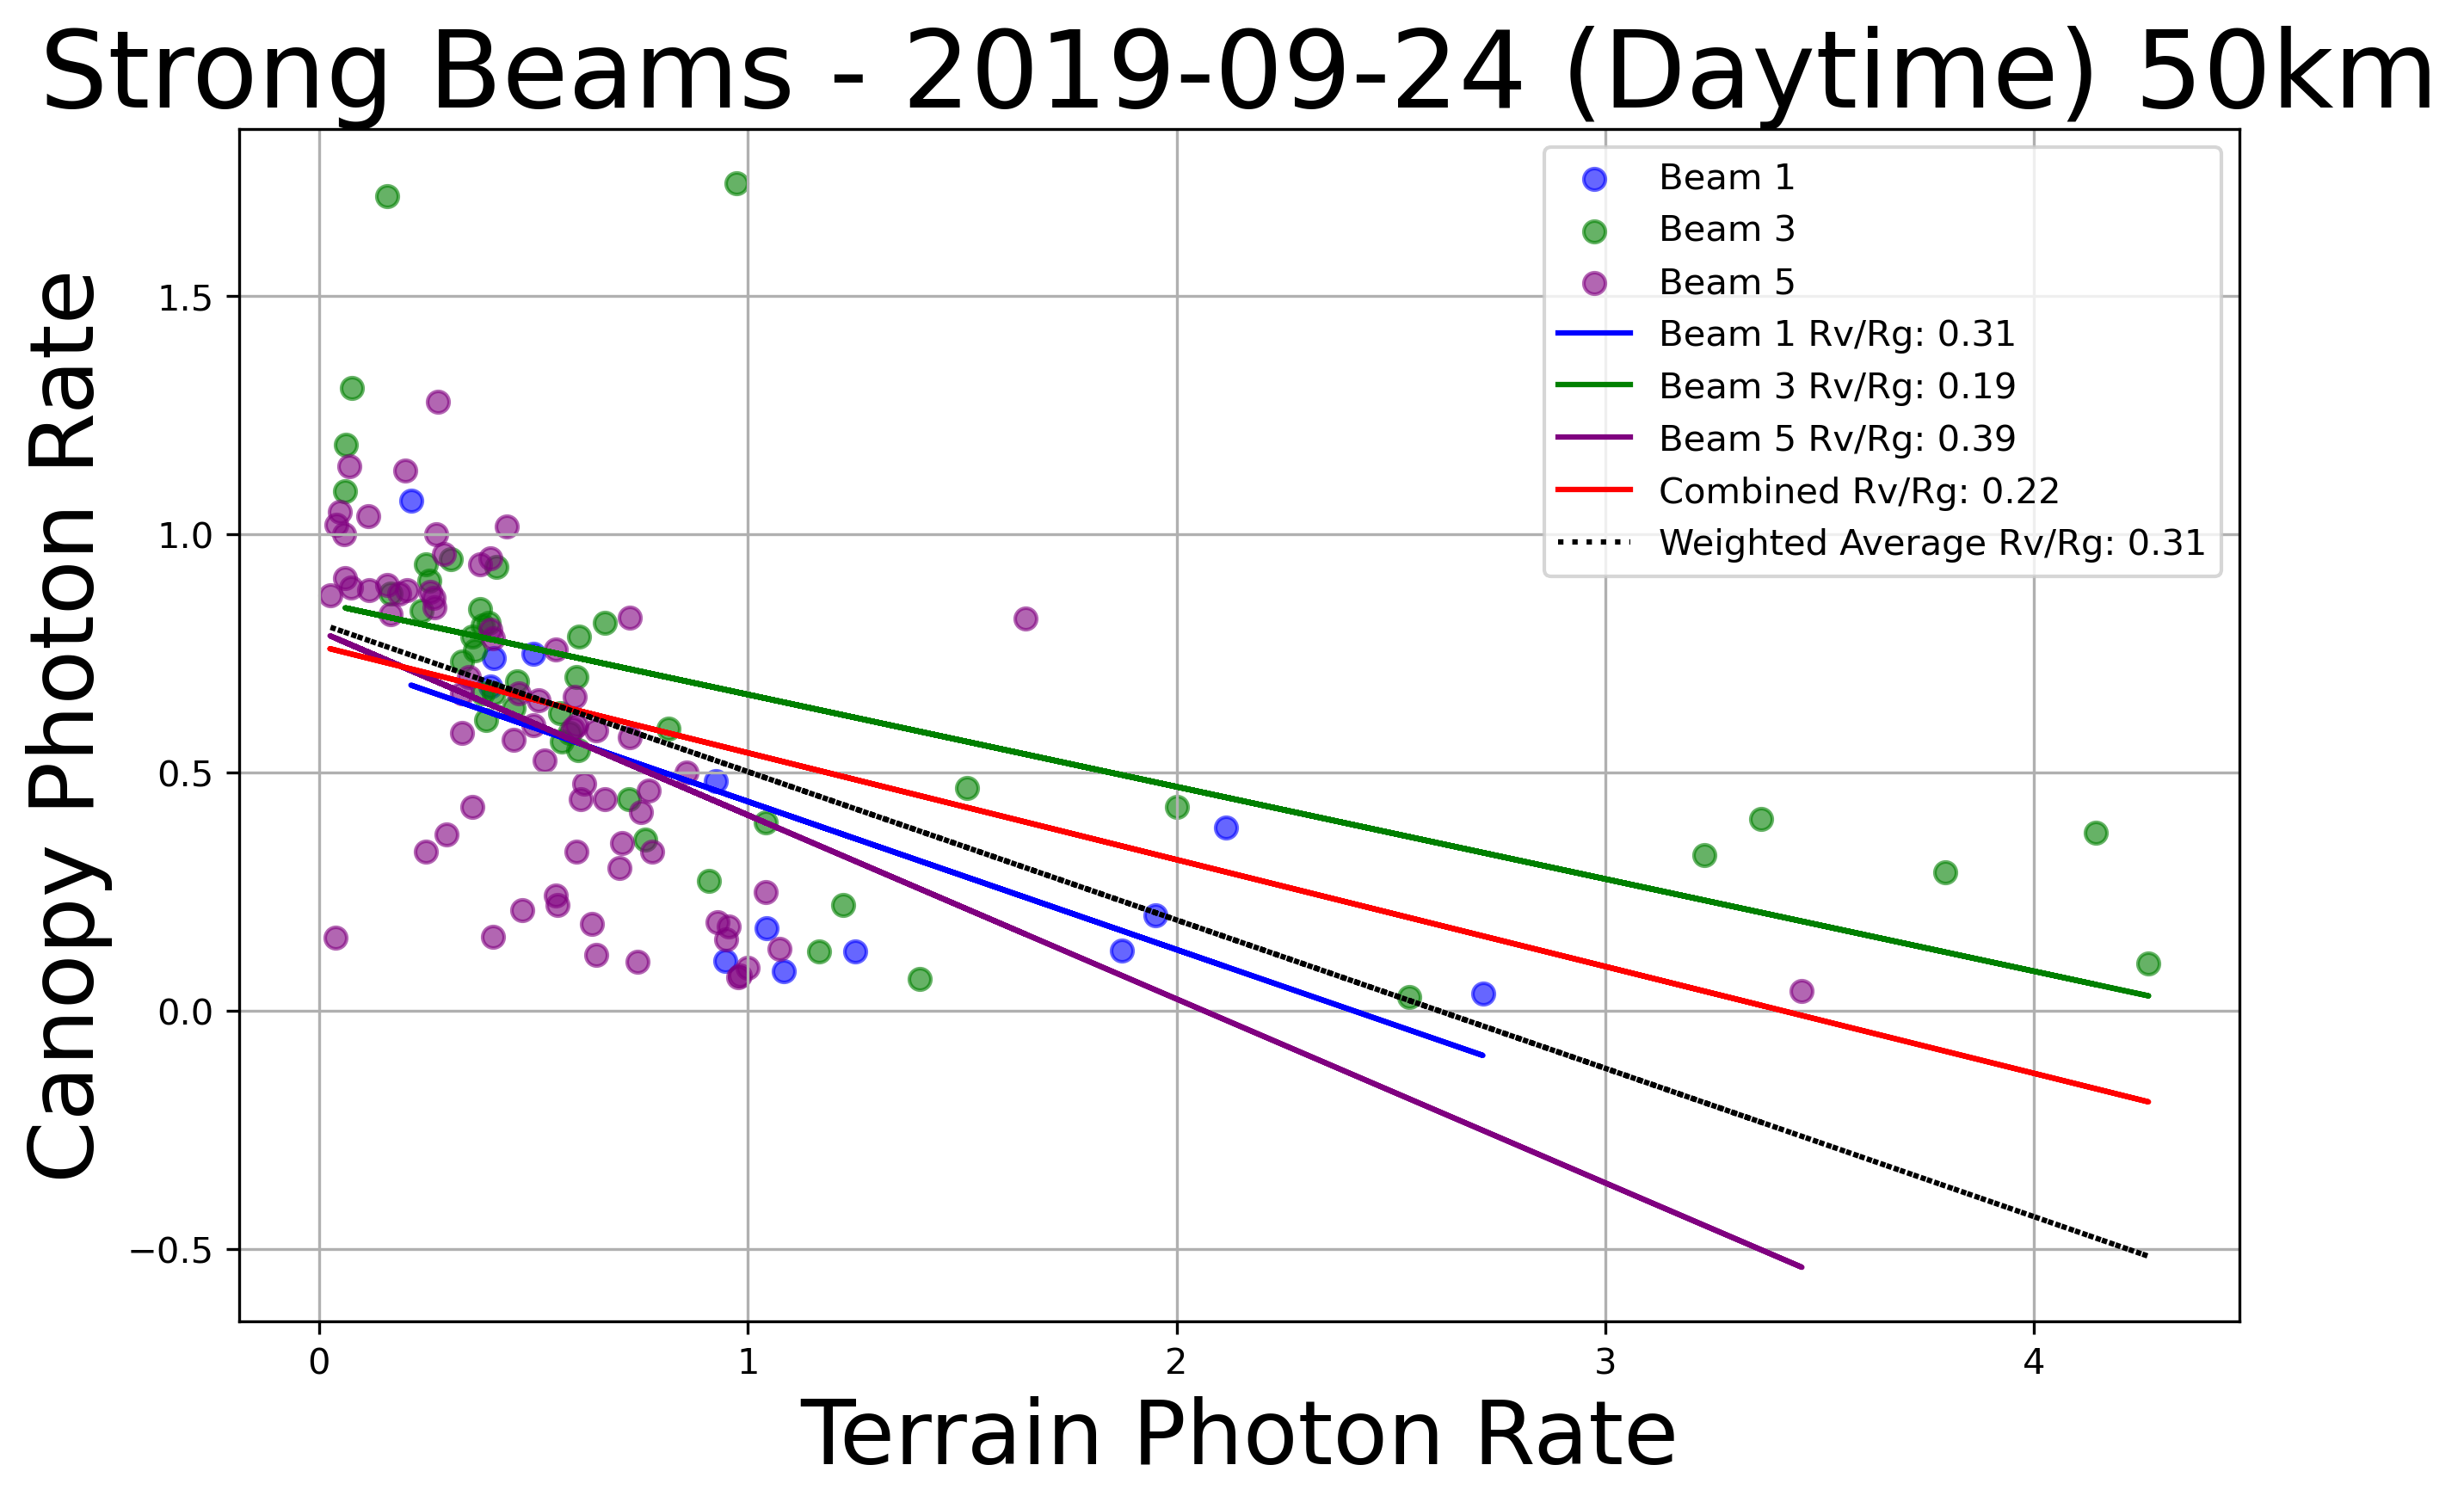 Strong Beams - 2019-09-24 (Daytime) 50km
Canopy Photon Rate
1.5
1.0
0.5
0.0
−0.5
Beam 1
Beam 3
Beam 5
Beam 1 Rv/Rg: 0.31
Beam 3 Rv/Rg: 0.19
Beam 5 Rv/Rg: 0.39
Combined Rv/Rg: 0.22
Weighted Average Rv/Rg: 0.31
0 1 2 3 4
Terrain Photon Rate